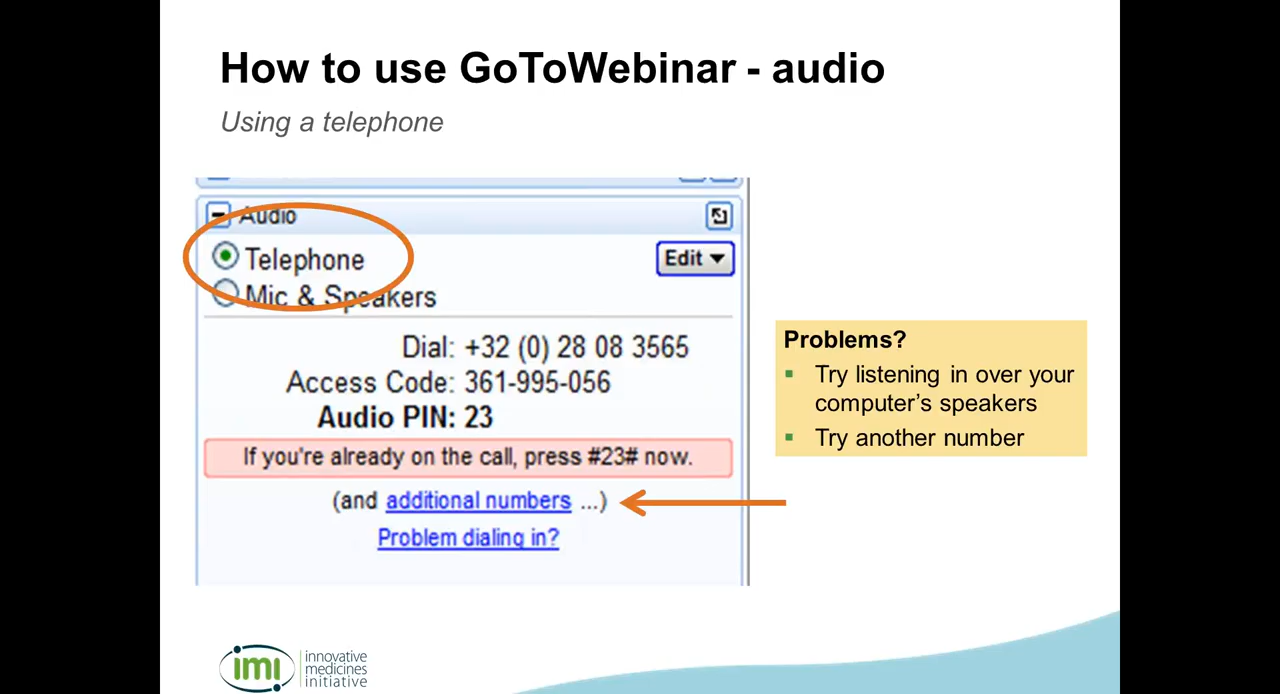 How to use GoToWebinar - audio
Using a telephone
Audio
Telephone
Edit
Mic & Speakers
Dial: +32 (0) 28 08 3565
Access Code: 361-995-056
Audio PIN: 23
If you're already on the call, press #23# now.
(and additional numbers ...)
Problem dialing in?
Problems?
Try listening in over your
computer's speakers
Try another number
imi
innovative
medicines
initiative